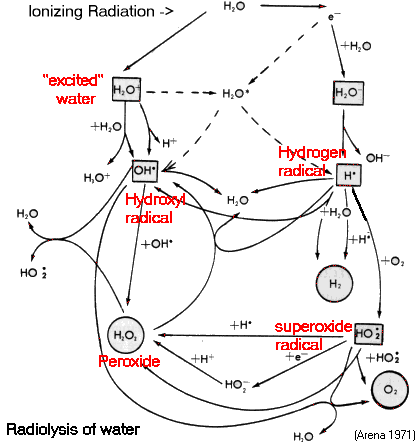 Ionizing Radiation ->
H₂O
e⁻
+H₂O
"excited"
water
H₂O⁺
H₂O*
H₂O⁻
+H₂O
H⁺
H₃O⁺
OH•
Hydrogen
radical
OH⁻
H•
Hydroxyl
radical
H₂O
+H₂O
+H•
H₂O
HO₂•
+OH•
+O₂
H₂
superoxide
radical
+H•
HO₂•
H₂O₂
Peroxide
+H⁺
HO₂⁻
+e⁻
+HO₂•
O₂
H₂O
Radiolysis of water
(Arena 1971)